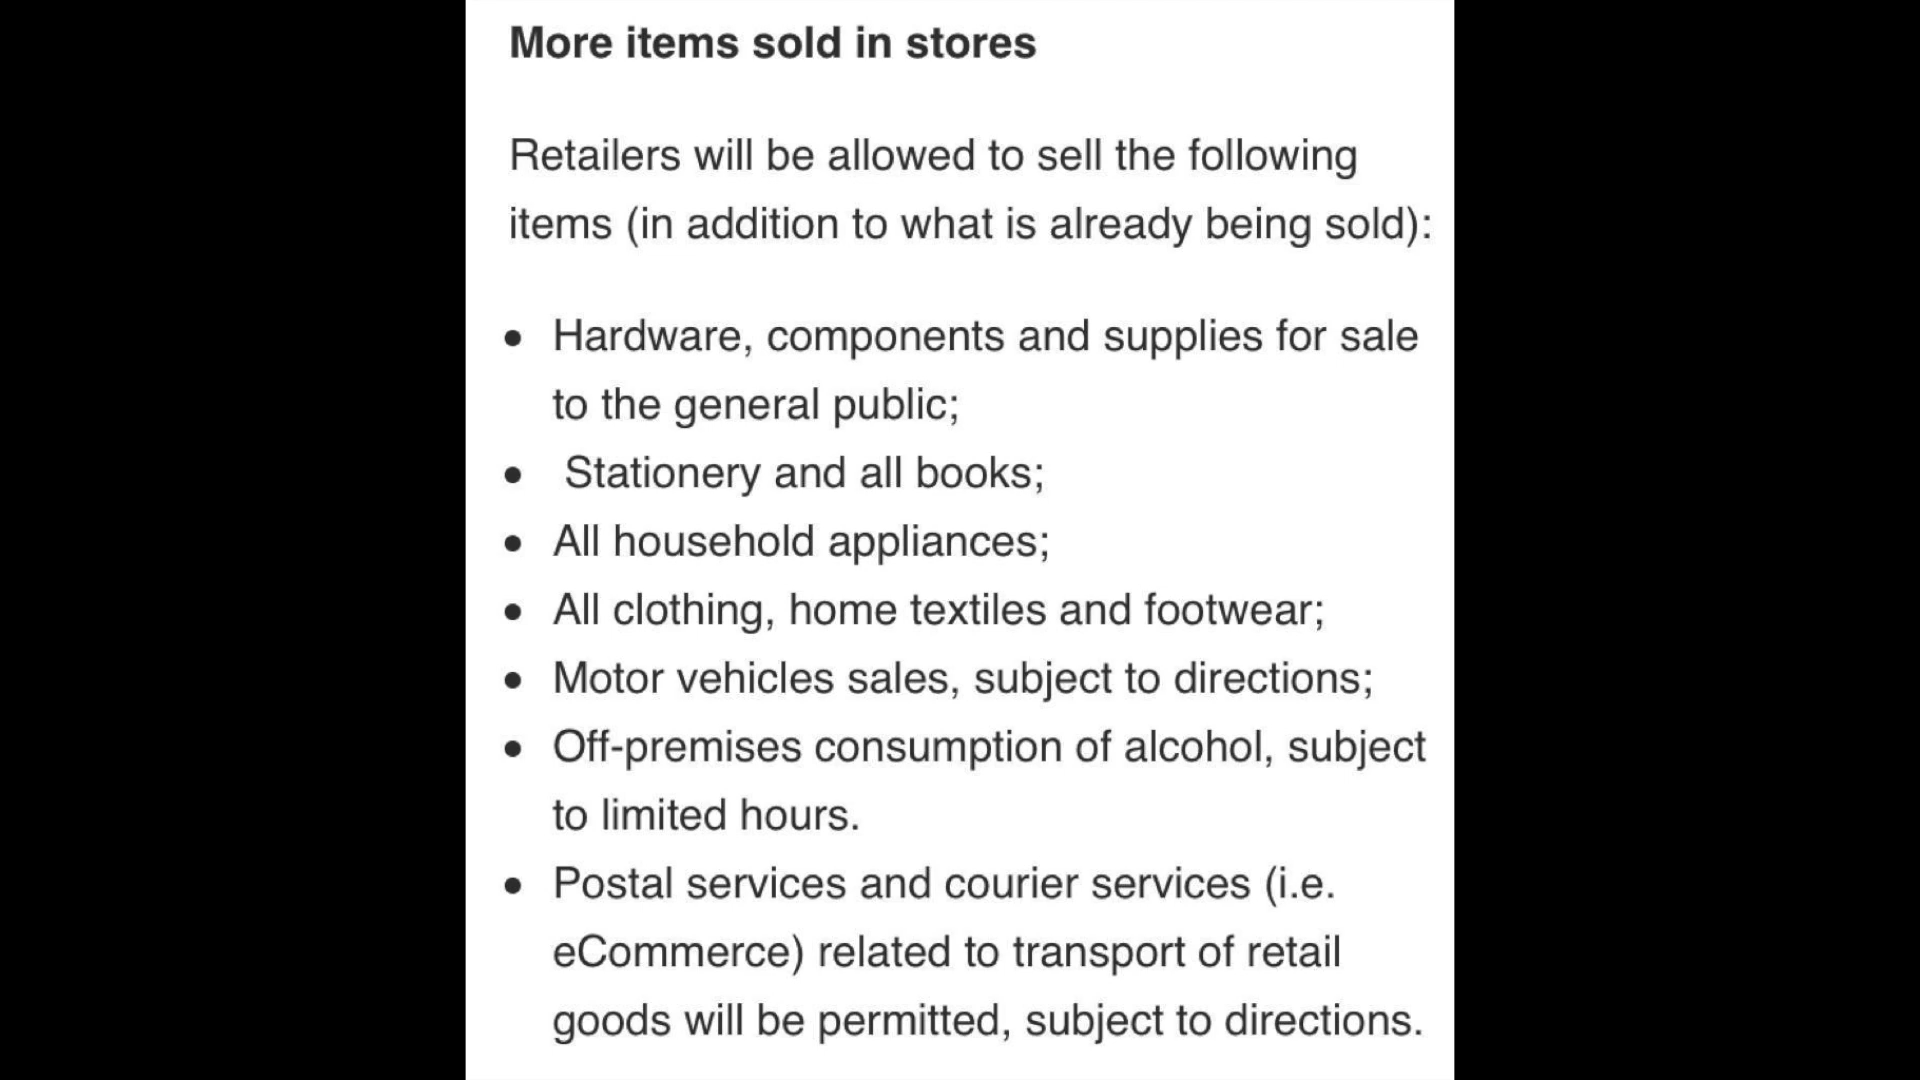 More items sold in stores
Retailers will be allowed to sell the following
items (in addition to what is already being sold):
• Hardware, components and supplies for sale
to the general public;
• Stationery and all books;
• All household appliances;
• All clothing, home textiles and footwear;
• Motor vehicles sales, subject to directions;
• Off-premises consumption of alcohol, subject
to limited hours.
• Postal services and courier services (i.e.
eCommerce) related to transport of retail
goods will be permitted, subject to directions.